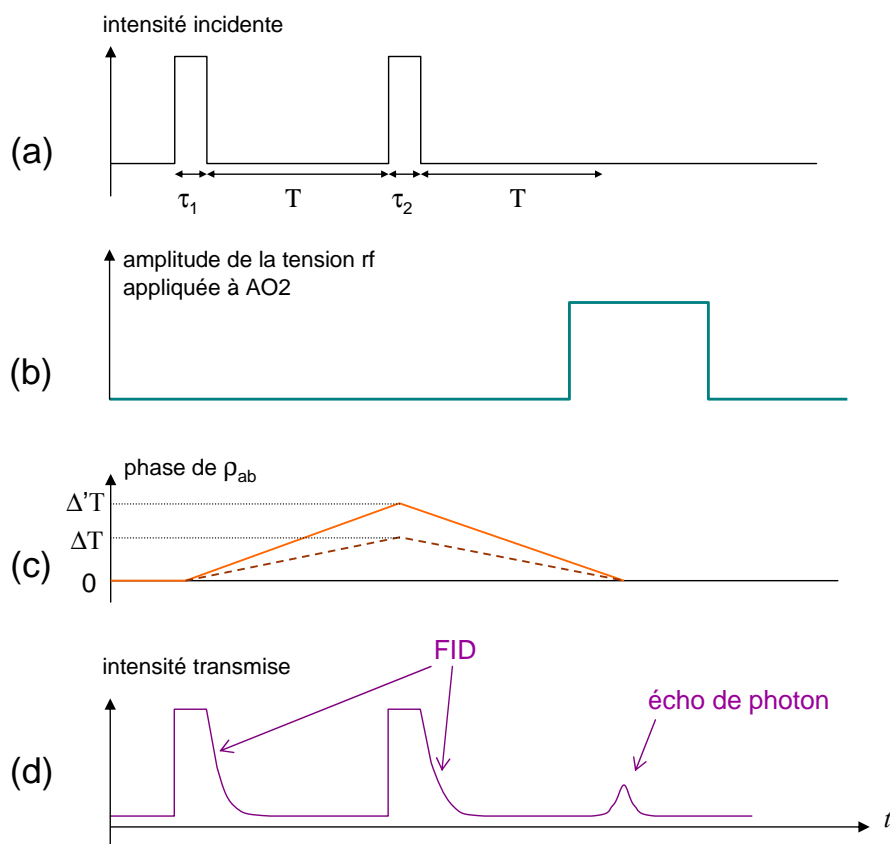 intensité incidente
(a)
τ1 T τ2 T
amplitude de la tension rf
appliquée à AO2
(b)
phase de ρab
Δ'T
ΔT
(c)
0
FID
intensité transmise
écho de photon
(d)
t